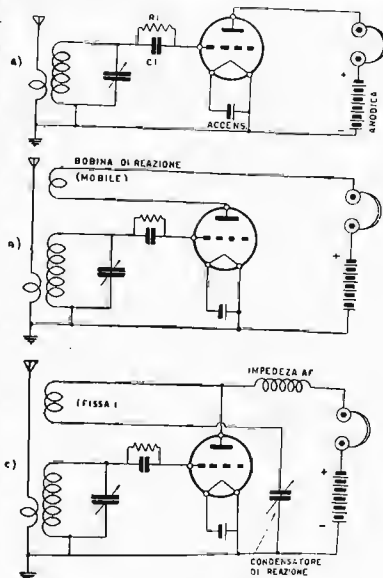 R1
a)
C1
+
ANODICA
-
ACCENS.
BOBINA DI REAZIONE
(MOBILE)
+
IMPEDEZA AF
(FISSA)
c)
+
-
CONDENSATORE
DI REAZIONE